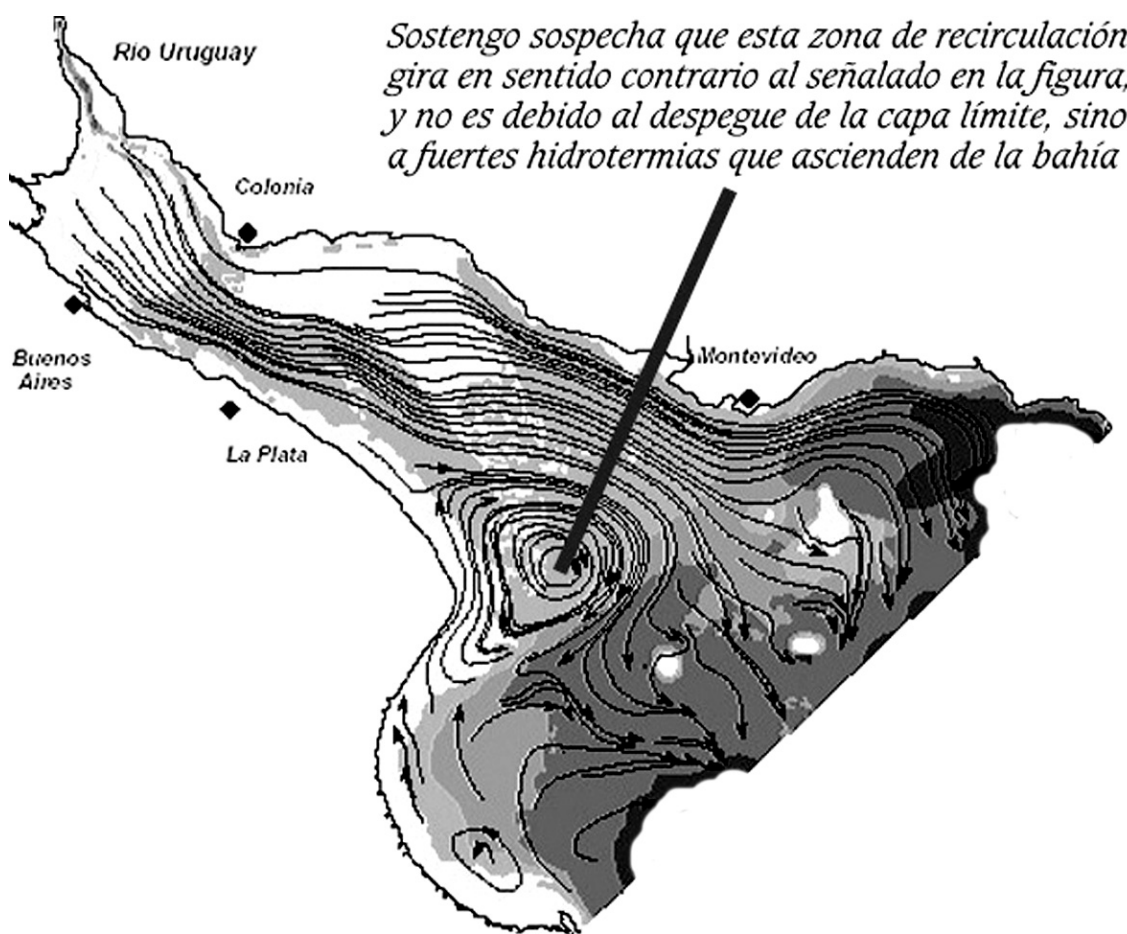 Sostengo sospecha que esta zona de recirculación
gira en sentido contrario al señalado en la figura,
y no es debido al despegue de la capa límite, sino
a fuertes hidrotermias que ascienden de la bahía
Río Uruguay
Colonia
Buenos
Aires
La Plata
Montevideo